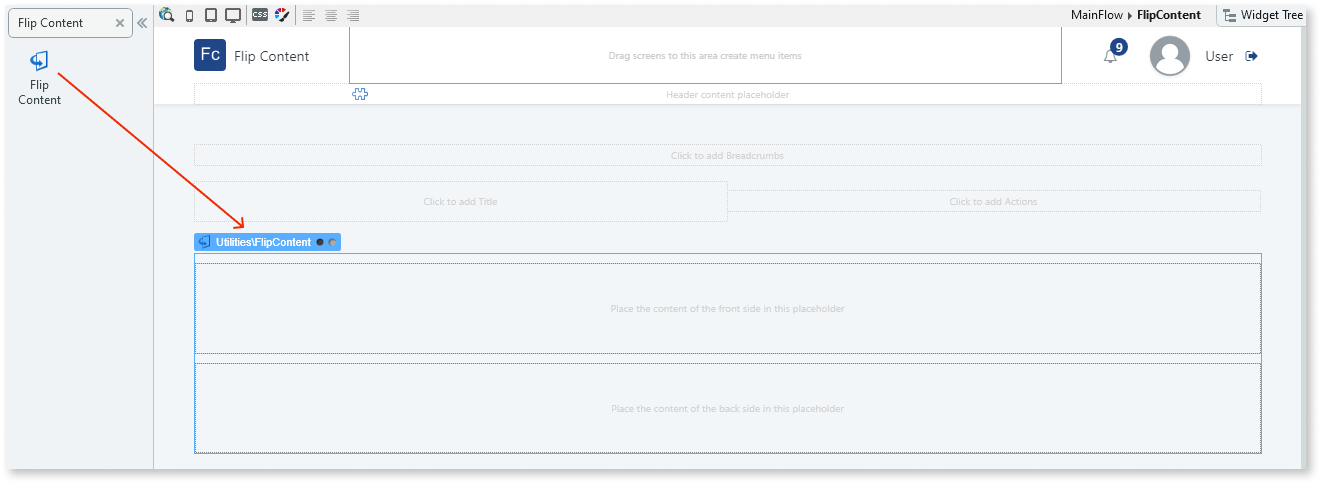 Flip Content
CSS
MainFlow FlipContent
Widget Tree
Flip
Content
Fc Flip Content
Drag screens to this area create menu items
9
User
Header content placeholder
Click to add Breadcrumbs
Click to add Title
Click to add Actions
Utilities\FlipContent
Place the content of the front side in this placeholder
Place the content of the back side in this placeholder